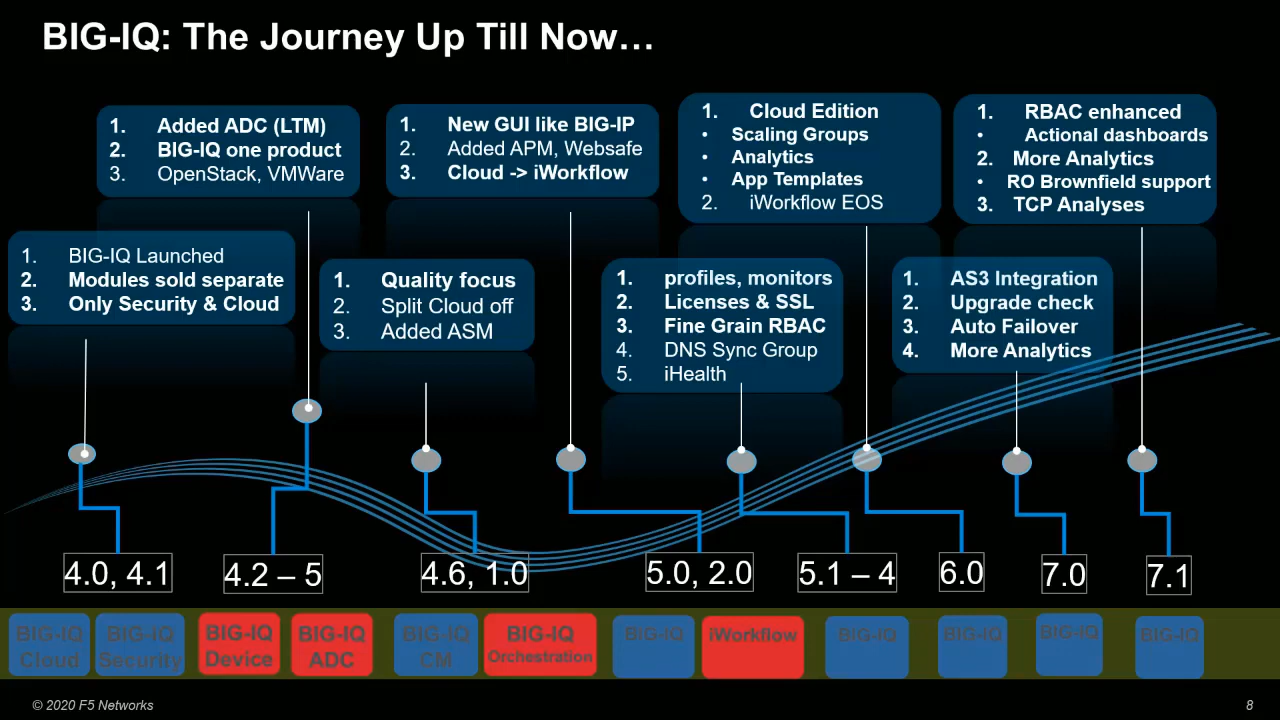 BIG-IQ: The Journey Up Till Now…
1. Added ADC (LTM)
2. BIG-IQ one product
3. OpenStack, VMWare
1. New GUI like BIG-IP
2. Added APM, Websafe
3. Cloud -> iWorkflow
1. Cloud Edition
• Scaling Groups
• Analytics
• App Templates
2. iWorkflow EOS
1. RBAC enhanced
• Actional dashboards
2. More Analytics
• RO Brownfield support
3. TCP Analyses
1. BIG-IQ Launched
2. Modules sold separate
3. Only Security & Cloud
1. Quality focus
2. Split Cloud off
3. Added ASM
1. profiles, monitors
2. Licenses & SSL
3. Fine Grain RBAC
4. DNS Sync Group
5. iHealth
1. AS3 Integration
2. Upgrade check
3. Auto Failover
4. More Analytics
4.0, 4.1
4.2 – 5
4.6, 1.0
5.0, 2.0
5.1 – 4
6.0
7.0
7.1
BIG-IQ
Cloud
BIG-IQ
Security
BIG-IQ
Device
BIG-IQ
ADC
BIG-IQ
CM
BIG-IQ
Orchestration
BIG-IQ
iWorkflow
BIG-IQ
BIG-IQ
BIG-IQ
BIG-IQ
© 2020 F5 Networks
8